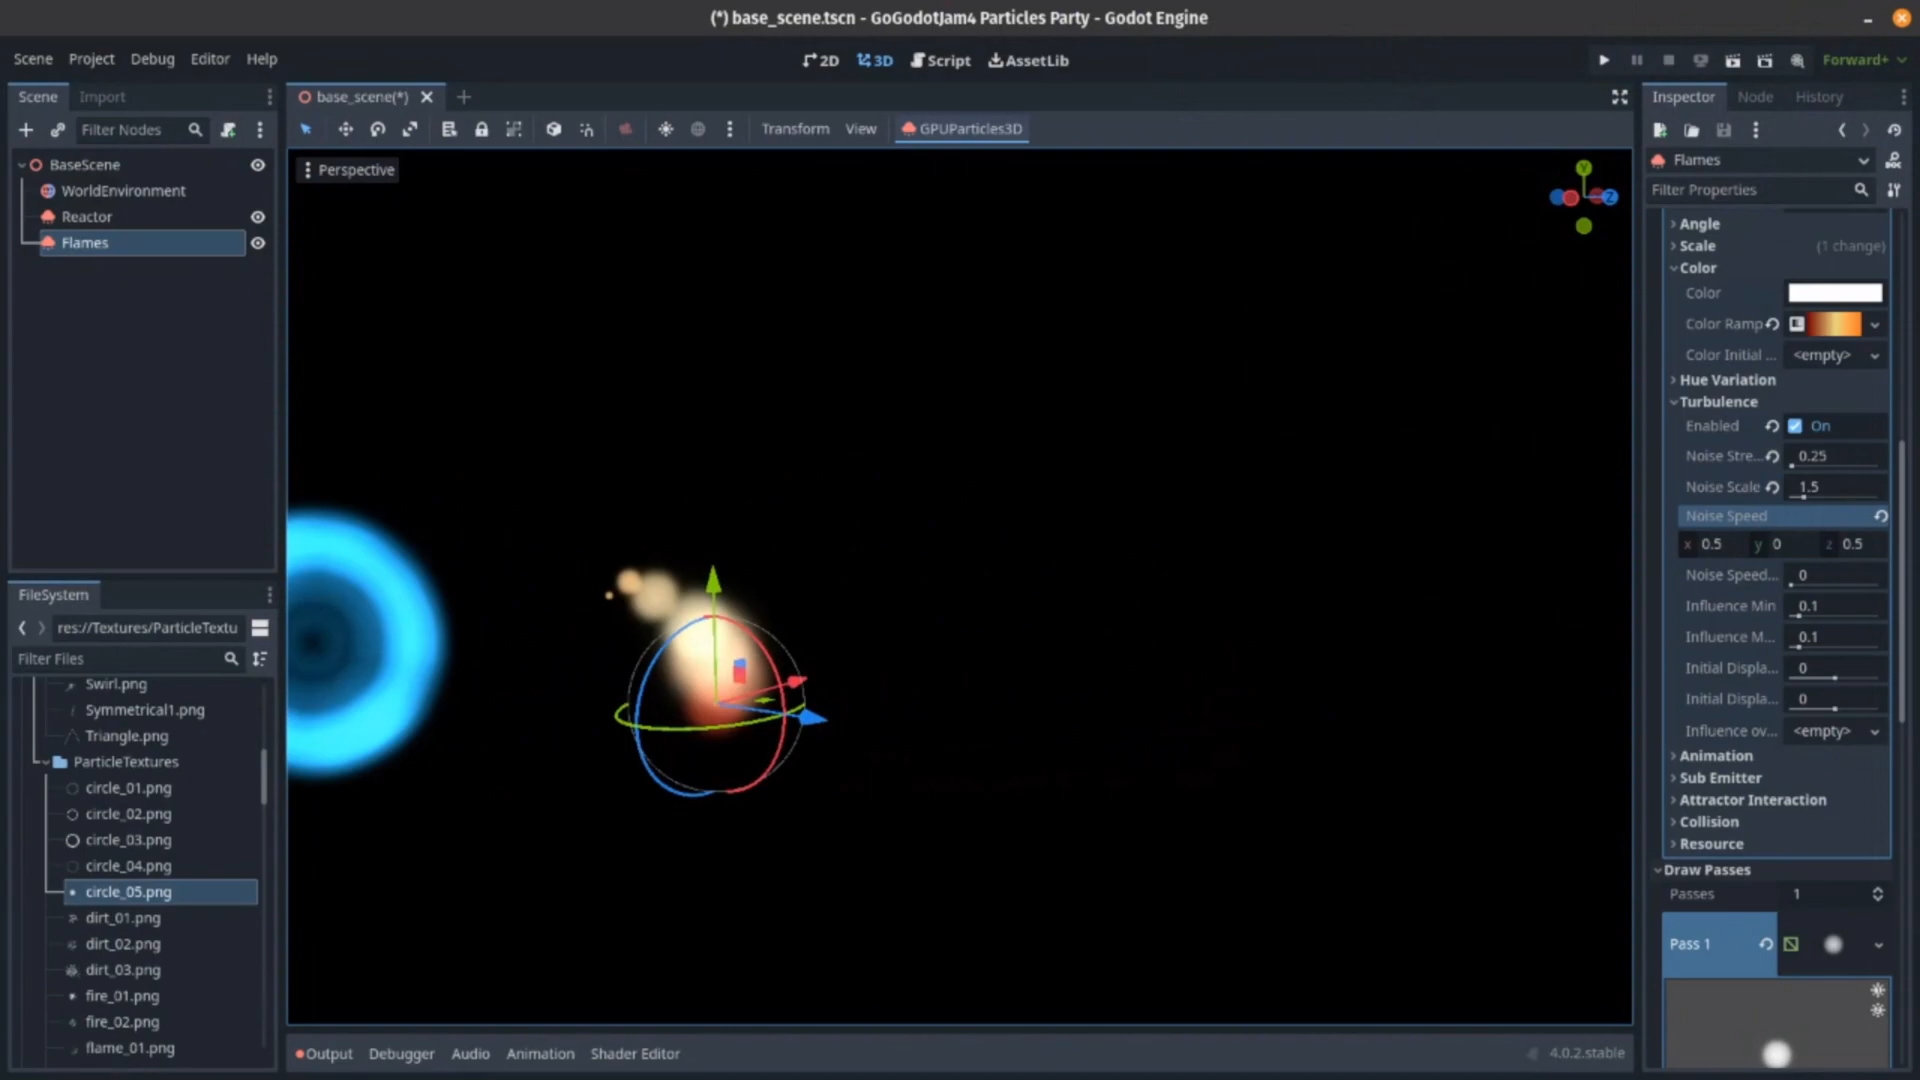 (*) base_scene.tscn - GoGodotJam4 Particles Party - Godot Engine
Scene Project Debug Editor Help
2D 3D Script AssetLib
Forward+
Scene Import
Filter Nodes
BaseScene
WorldEnvironment
Reactor
Flames
base_scene(*)
Transform View GPUParticles3D
Perspective
Y
Z
FileSystem
res://Textures/ParticleTextu
Filter Files
Swirl.png
Symmetrical1.png
Triangle.png
ParticleTextures
circle_01.png
circle_02.png
circle_03.png
circle_04.png
circle_05.png
dirt_01.png
dirt_02.png
dirt_03.png
fire_01.png
fire_02.png
flame_01.png
Output Debugger Audio Animation Shader Editor
4.0.2.stable
Inspector Node History
Flames
Filter Properties
Angle
Scale (1 change)
Color
Color
Color Ramp
Color Initial ... <empty>
Hue Variation
Turbulence
Enabled On
Noise Stre... 0.25
Noise Scale 1.5
Noise Speed
x 0.5 y 0 z 0.5
Noise Speed... 0
Influence Min 0.1
Influence M... 0.1
Initial Displa... 0
Initial Displa... 0
Influence ov... <empty>
Animation
Sub Emitter
Attractor Interaction
Collision
Resource
Draw Passes
Passes 1
Pass 1